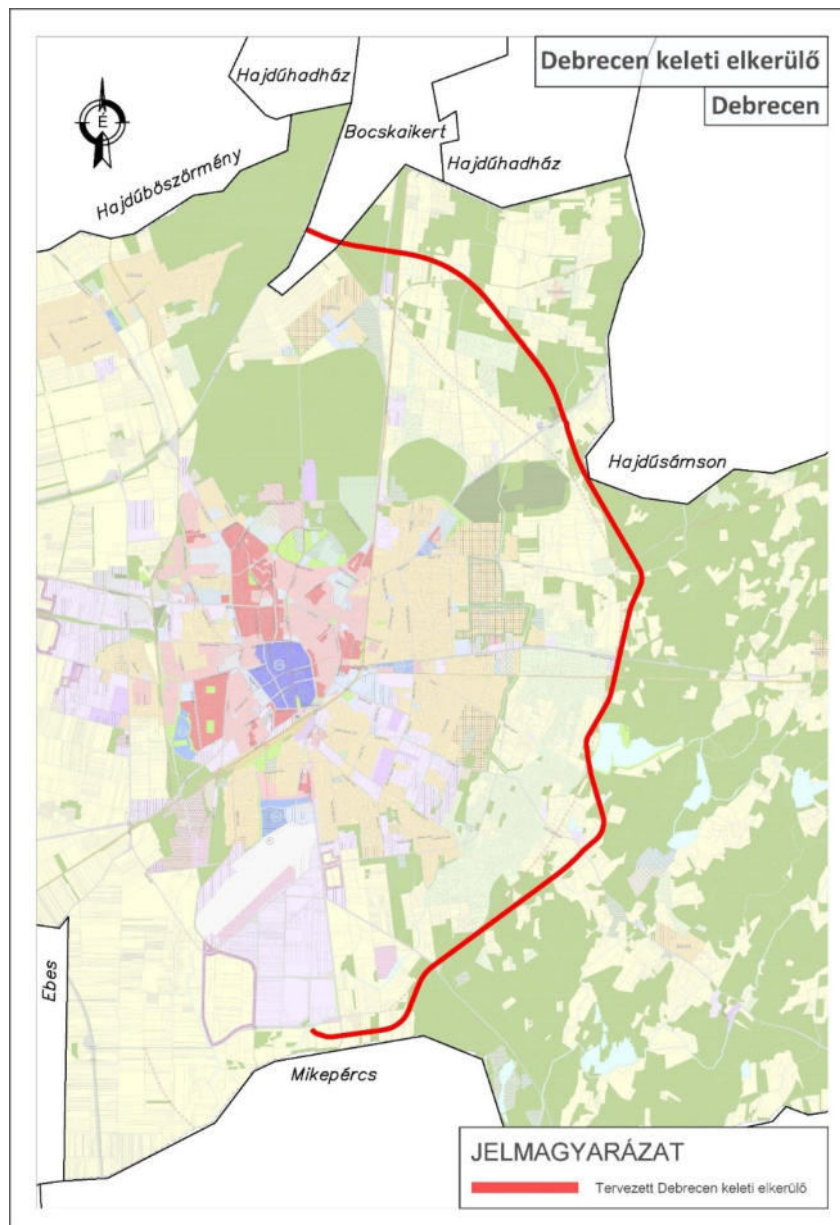 Debrecen keleti elkerülő
Debrecen
Hajdúhadház
É
Bocskaikert
Hajdúhadház
Hajdúböszörmény
Hajdúsámson
Ebes
Mikepércs
JELMAGYARÁZAT
Tervezett Debrecen keleti elkerülő